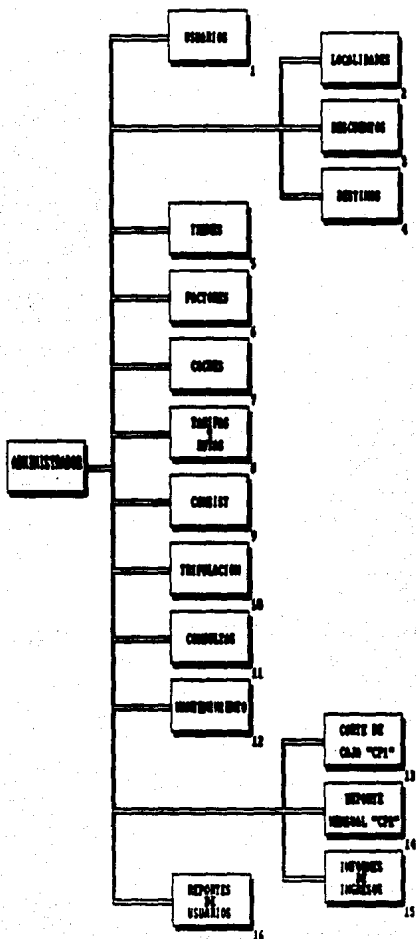 USUARIOS
1
LOCALIDADES
2
DESCUENTOS
3
DESTINOS
4
TRENES
5
FACTORES
6
COCHES
7
TARIFAS
Y
RUTAS
8
ADMINISTRADOR
CONSIST
9
TRIPULACION
10
CONSULTAS
11
MANTENIMIENTO
12
CORTE DE
CAJA "CP1"
13
REPORTE
MENSUAL "CP2"
14
INFORMES
DE
INGRESOS
15
REPORTES
DE
USUARIOS
16